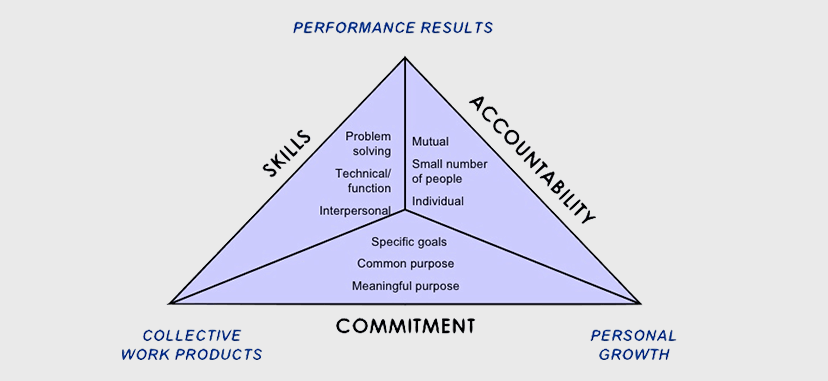 PERFORMANCE RESULTS
SKILLS
ACCOUNTABILITY
Problem
solving
Technical/
function
Interpersonal
Mutual
Small number
of people
Individual
Specific goals
Common purpose
Meaningful purpose
COMMITMENT
COLLECTIVE
WORK PRODUCTS
PERSONAL
GROWTH